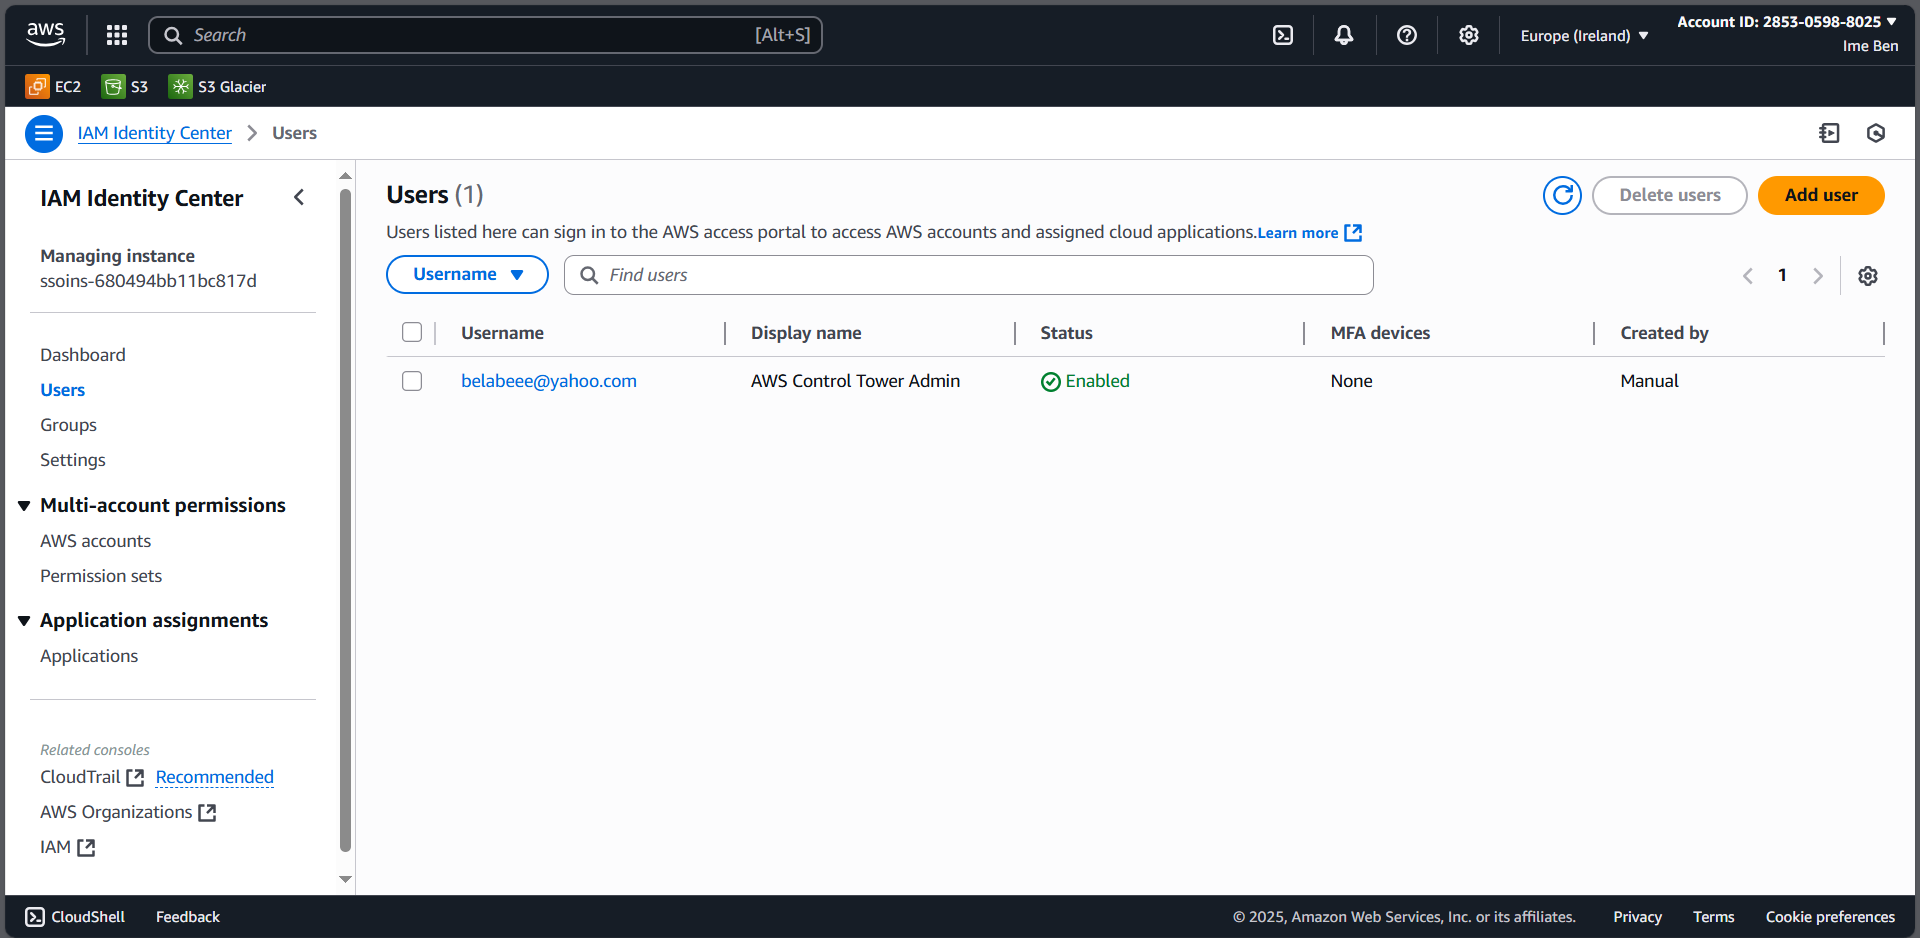 aws
Search [Alt+S]
Europe (Ireland)
Account ID: 2853-0598-8025
Ime Ben
EC2 S3 S3 Glacier
IAM Identity Center Users
IAM Identity Center
Managing instance
ssoins-680494bb11bc817d
Dashboard
Users
Groups
Settings
Multi-account permissions
AWS accounts
Permission sets
Application assignments
Applications
Related consoles
CloudTrail Recommended
AWS Organizations
IAM
Users (1)
Delete users Add user
Users listed here can sign in to the AWS access portal to access AWS accounts and assigned cloud applications.Learn more
Username Find users 1
Username Display name Status MFA devices Created by
belabeee@yahoo.com AWS Control Tower Admin Enabled None Manual
CloudShell Feedback © 2025, Amazon Web Services, Inc. or its affiliates. Privacy Terms Cookie preferences